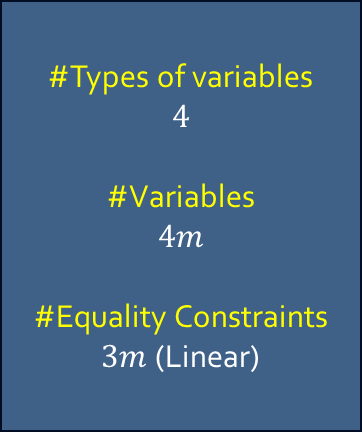 #Types of variables
4
#Variables
4𝑚
#Equality Constraints
3𝑚 (Linear)